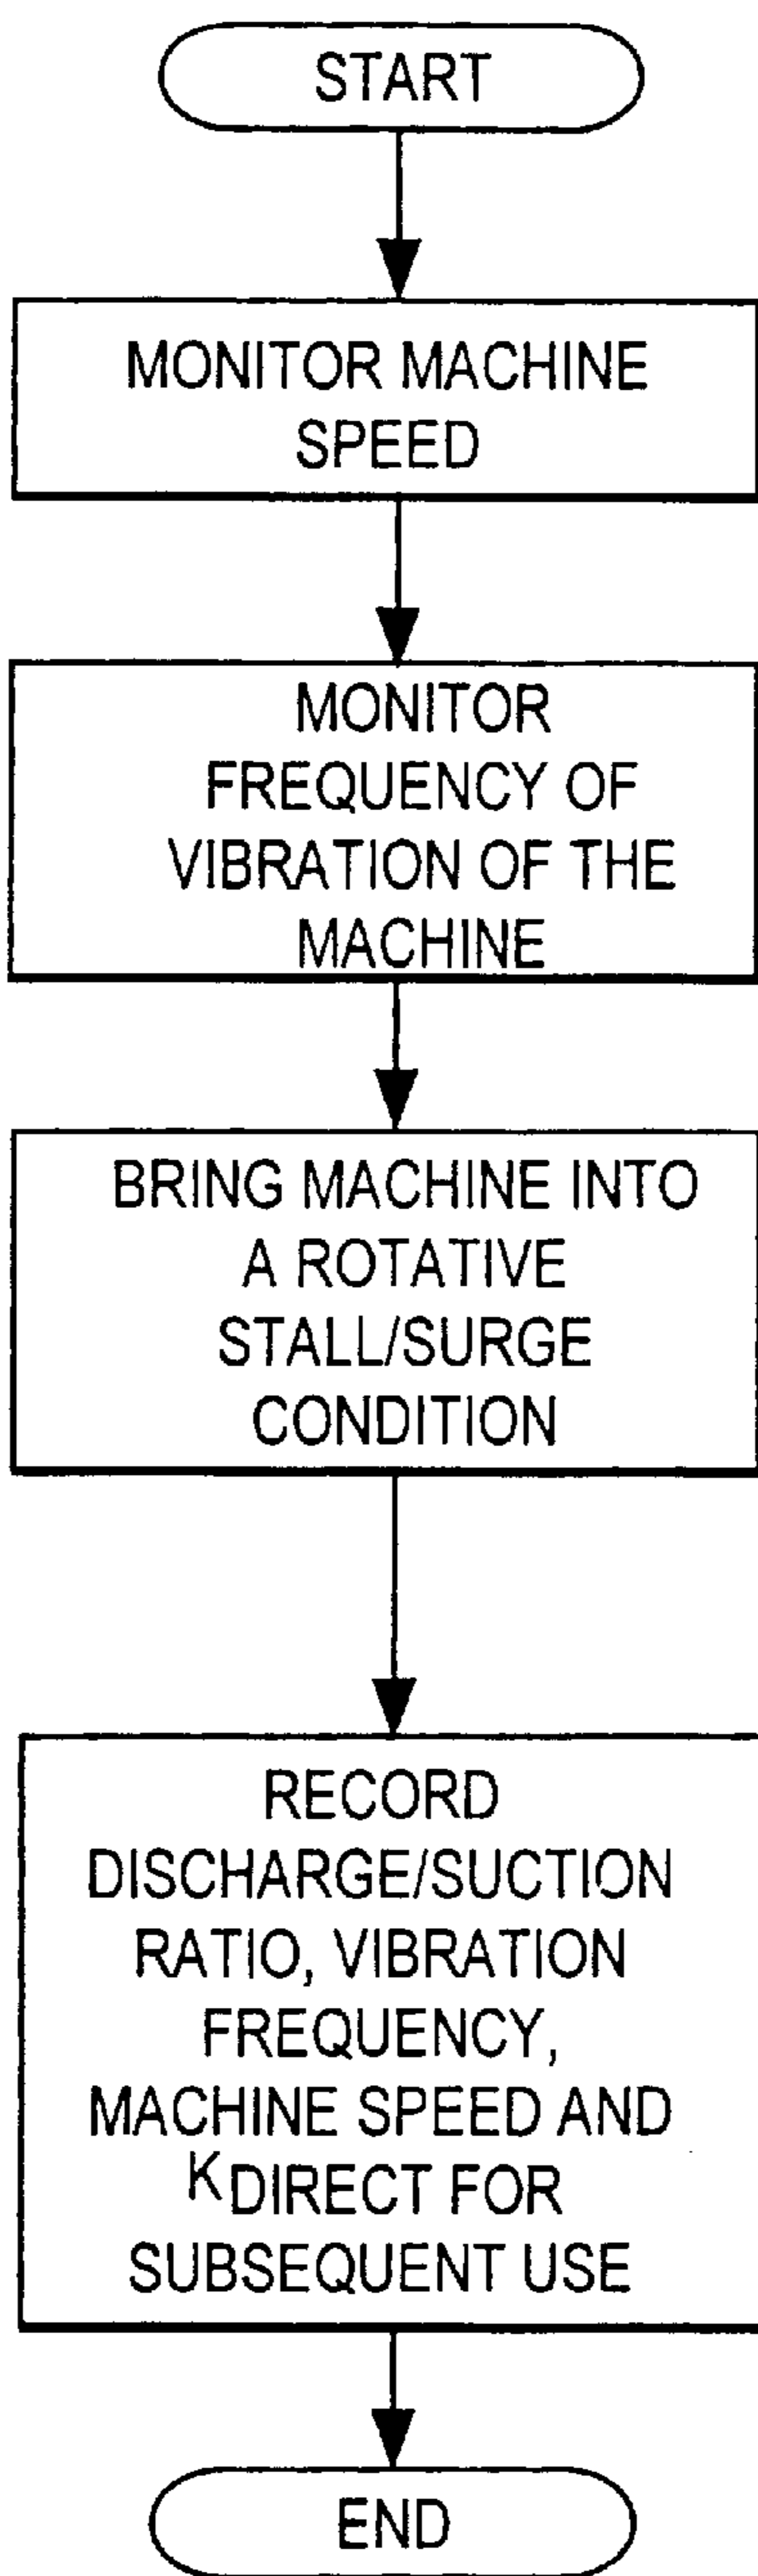 START
MONITOR MACHINE
SPEED
MONITOR
FREQUENCY OF
VIBRATION OF THE
MACHINE
BRING MACHINE INTO
A ROTATIVE
STALL/SURGE
CONDITION
RECORD
DISCHARGE/SUCTION
RATIO, VIBRATION
FREQUENCY,
MACHINE SPEED AND
KDIRECT FOR
SUBSEQUENT USE
END